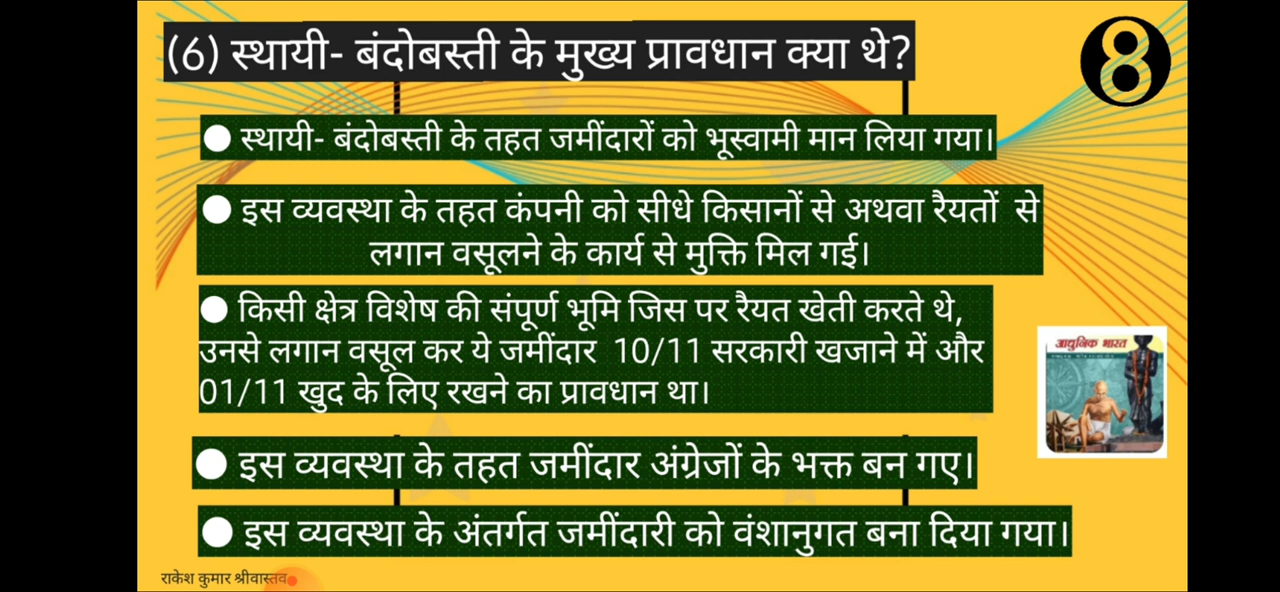 (6) स्थायी- बंदोबस्ती के मुख्य प्रावधान क्या थे?
8
● स्थायी- बंदोबस्ती के तहत जमींदारों को भूस्वामी मान लिया गया।
● इस व्यवस्था के तहत कंपनी को सीधे किसानों से अथवा रैयतों से
लगान वसूलने के कार्य से मुक्ति मिल गई।
● किसी क्षेत्र विशेष की संपूर्ण भूमि जिस पर रैयत खेती करते थे,
उनसे लगान वसूल कर ये जमींदार 10/11 सरकारी खजाने में और
01/11 खुद के लिए रखने का प्रावधान था।
आधुनिक भारत
● इस व्यवस्था के तहत जमींदार अंग्रेजों के भक्त बन गए।
● इस व्यवस्था के अंतर्गत जमींदारी को वंशानुगत बना दिया गया।
राकेश कुमार श्रीवास्तव